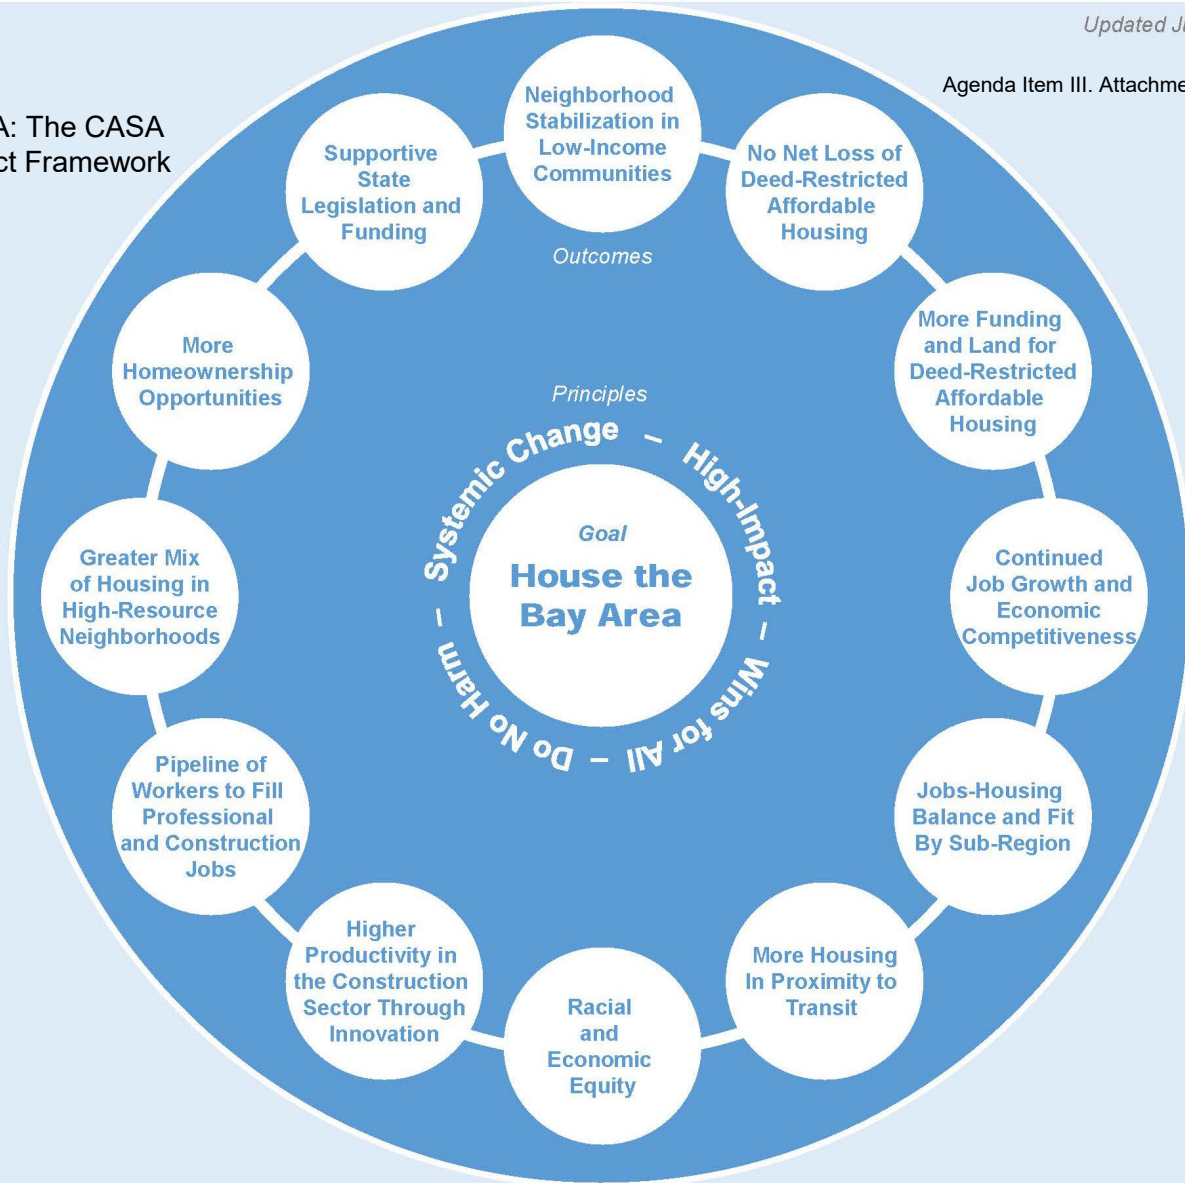 Updated Ju
Agenda Item III. Attachme
A: The CASA
ct Framework
Neighborhood
Stabilization in
Low-Income
Communities
No Net Loss of
Deed-Restricted
Affordable
Housing
More Funding
and Land for
Deed-Restricted
Affordable
Housing
Continued
Job Growth and
Economic
Competitiveness
Jobs-Housing
Balance and Fit
By Sub-Region
More Housing
In Proximity to
Transit
Racial
and
Economic
Equity
Higher
Productivity in
the Construction
Sector Through
Innovation
Pipeline of
Workers to Fill
Professional
and Construction
Jobs
Greater Mix
of Housing in
High-Resource
Neighborhoods
More
Homeownership
Opportunities
Supportive
State
Legislation and
Funding
Outcomes
Principles
Systemic Change – High-Impact – Wins for All – Do No Harm –
Goal
House the
Bay Area